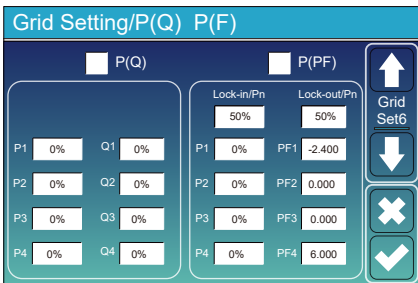 Grid Setting/P(Q) P(F)
P(Q)
P1 0% Q1 0%
P2 0% Q2 0%
P3 0% Q3 0%
P4 0% Q4 0%
P(PF)
Lock-in/Pn Lock-out/Pn
50% 50%
P1 0% PF1 -2.400
P2 0% PF2 0.000
P3 0% PF3 0.000
P4 0% PF4 6.000
Grid
Set6